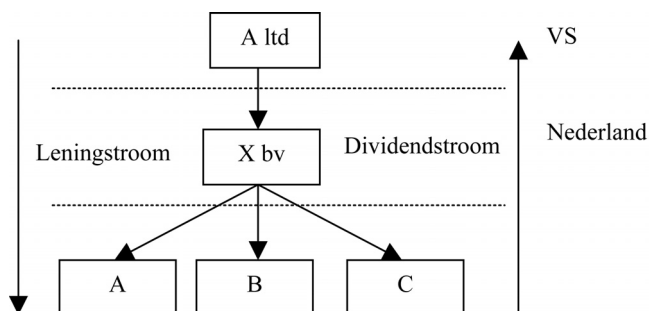 A ltd
VS
Leningstroom
X bv
Dividendstroom
Nederland
A
B
C